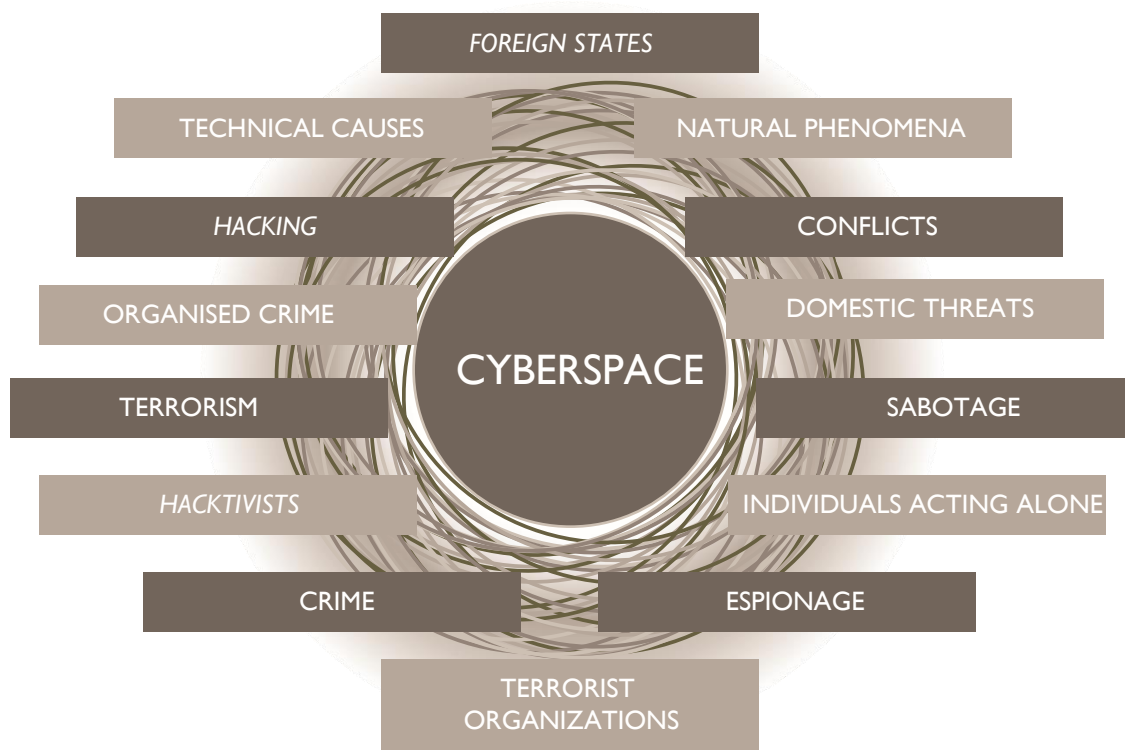 FOREIGN STATES
TECHNICAL CAUSES
NATURAL PHENOMENA
HACKING
CONFLICTS
ORGANISED CRIME
DOMESTIC THREATS
CYBERSPACE
TERRORISM
SABOTAGE
HACKTIVISTS
INDIVIDUALS ACTING ALONE
CRIME
ESPIONAGE
TERRORIST
ORGANIZATIONS